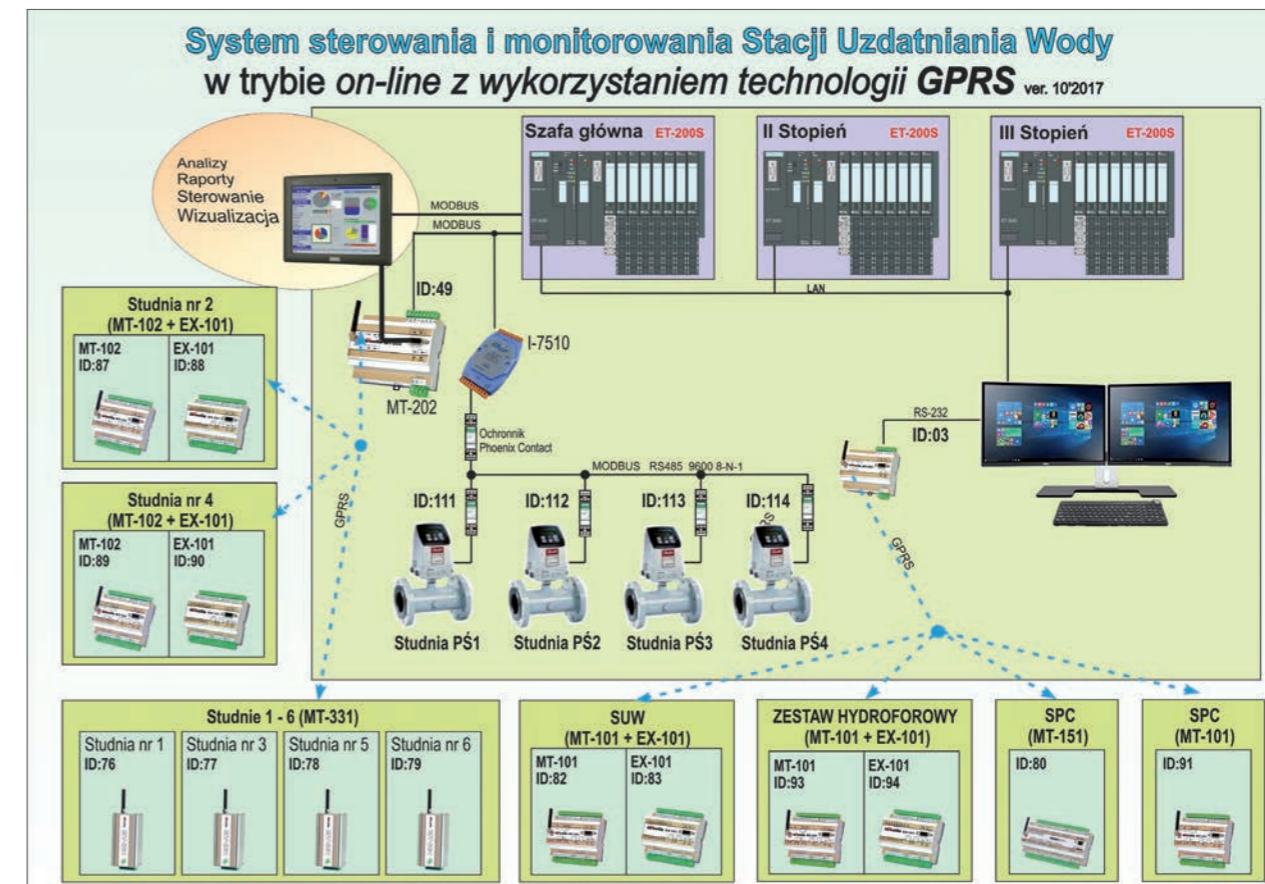 System sterowania i monitorowania Stacji Uzdatniania Wody
w trybie on-line z wykorzystaniem technologii GPRS ver. 10'2017
Analizy
Raporty
Sterowanie
Wizualizacja
Szafa główna ET-200S
II Stopień ET-200S
III Stopień ET-200S
MODBUS
MODBUS
LAN
ID:49
MT-202
I-7510
Ochronnik
Phoenix Contact
MODBUS RS485 9600 8-N-1
RS-232
ID:03
GPRS
GPRS
Studnia nr 2
(MT-102 + EX-101)
MT-102
ID:87
EX-101
ID:88
Studnia nr 4
(MT-102 + EX-101)
MT-102
ID:89
EX-101
ID:90
ID:111
ID:112
ID:113
ID:114
Studnia PŚ1
Studnia PŚ2
Studnia PŚ3
Studnia PŚ4
Studnie 1 - 6 (MT-331)
Studnia nr 1
ID:76
Studnia nr 3
ID:77
Studnia nr 5
ID:78
Studnia nr 6
ID:79
SUW
(MT-101 + EX-101)
MT-101
ID:82
EX-101
ID:83
ZESTAW HYDROFOROWY
(MT-101 + EX-101)
MT-101
ID:93
EX-101
ID:94
SPC
(MT-151)
ID:80
SPC
(MT-101)
ID:91